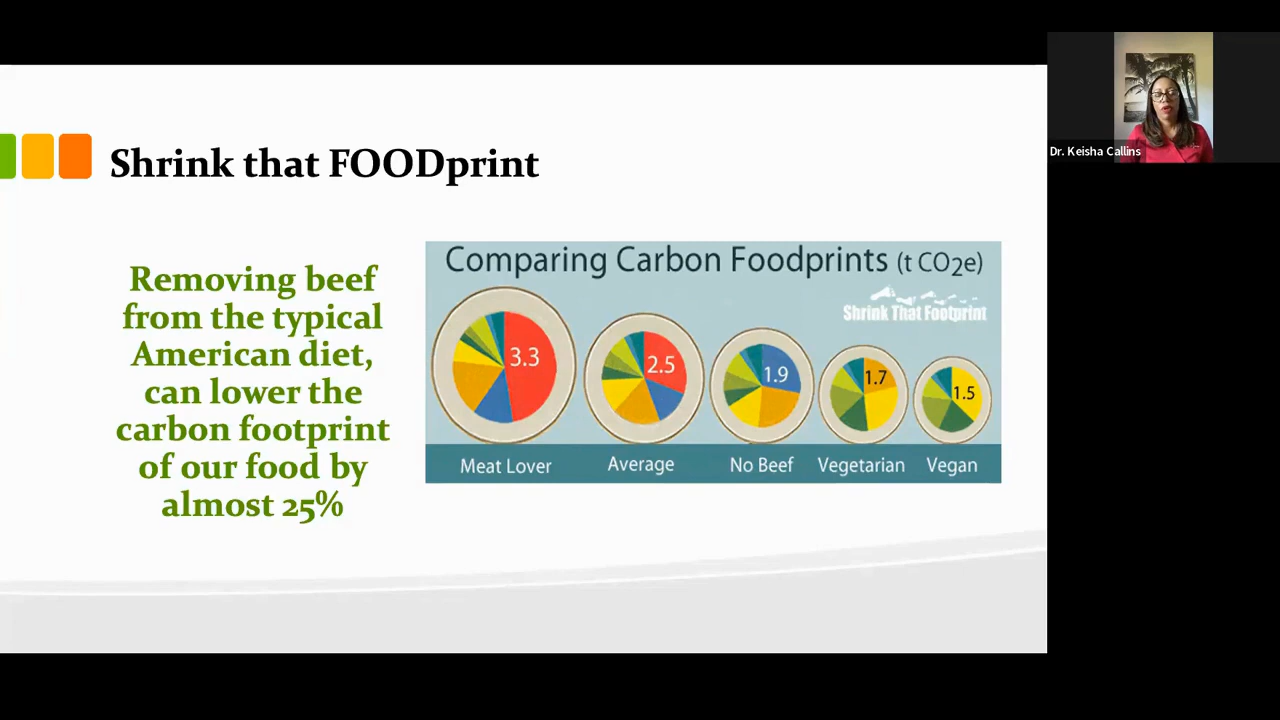 Shrink that FOODprint
Removing beef
from the typical
American diet,
can lower the
carbon footprint
of our food by
almost 25%
Comparing Carbon Foodprints (t CO2e)
Shrink That Footprint
3.3
2.5
1.9
1.7
1.5
Meat Lover
Average
No Beef
Vegetarian
Vegan
Dr. Keisha Callins